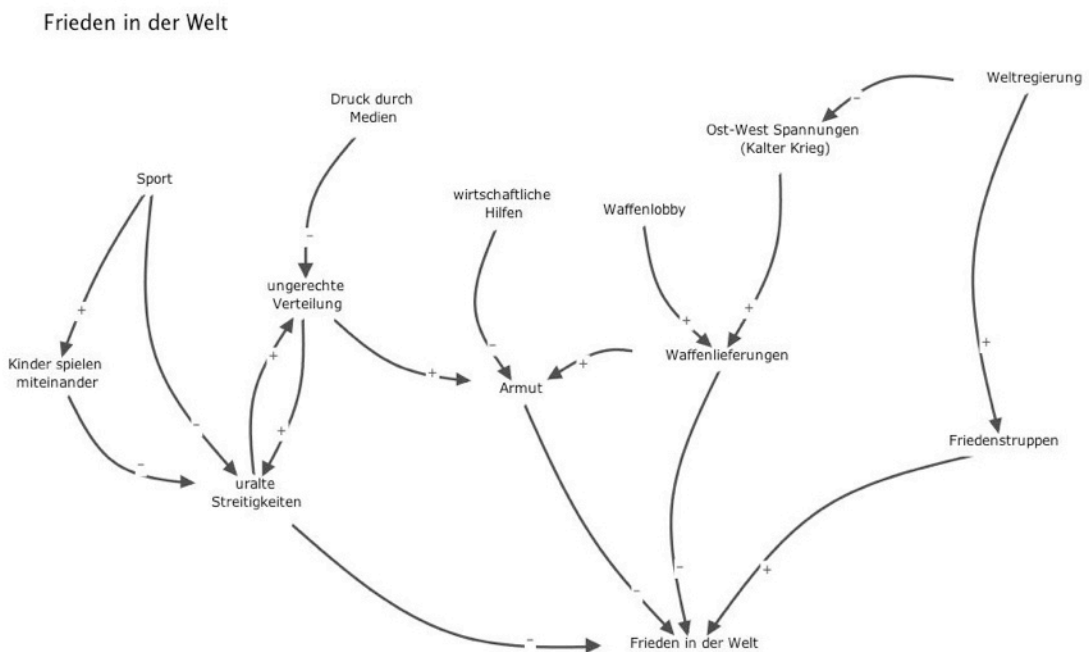 Frieden in der Welt
Weltregierung
Druck durch
Medien
−
Ost-West Spannungen
(Kalter Krieg)
Sport
wirtschaftliche
Hilfen
Waffenlobby
−
ungerechte
Verteilung
+
+
+
+
−
+
Kinder spielen
miteinander
+
+
Waffenlieferungen
+
Armut
−
+
Friedenstruppen
−
uralte
Streitigkeiten
−
+
−
−
Frieden in der Welt